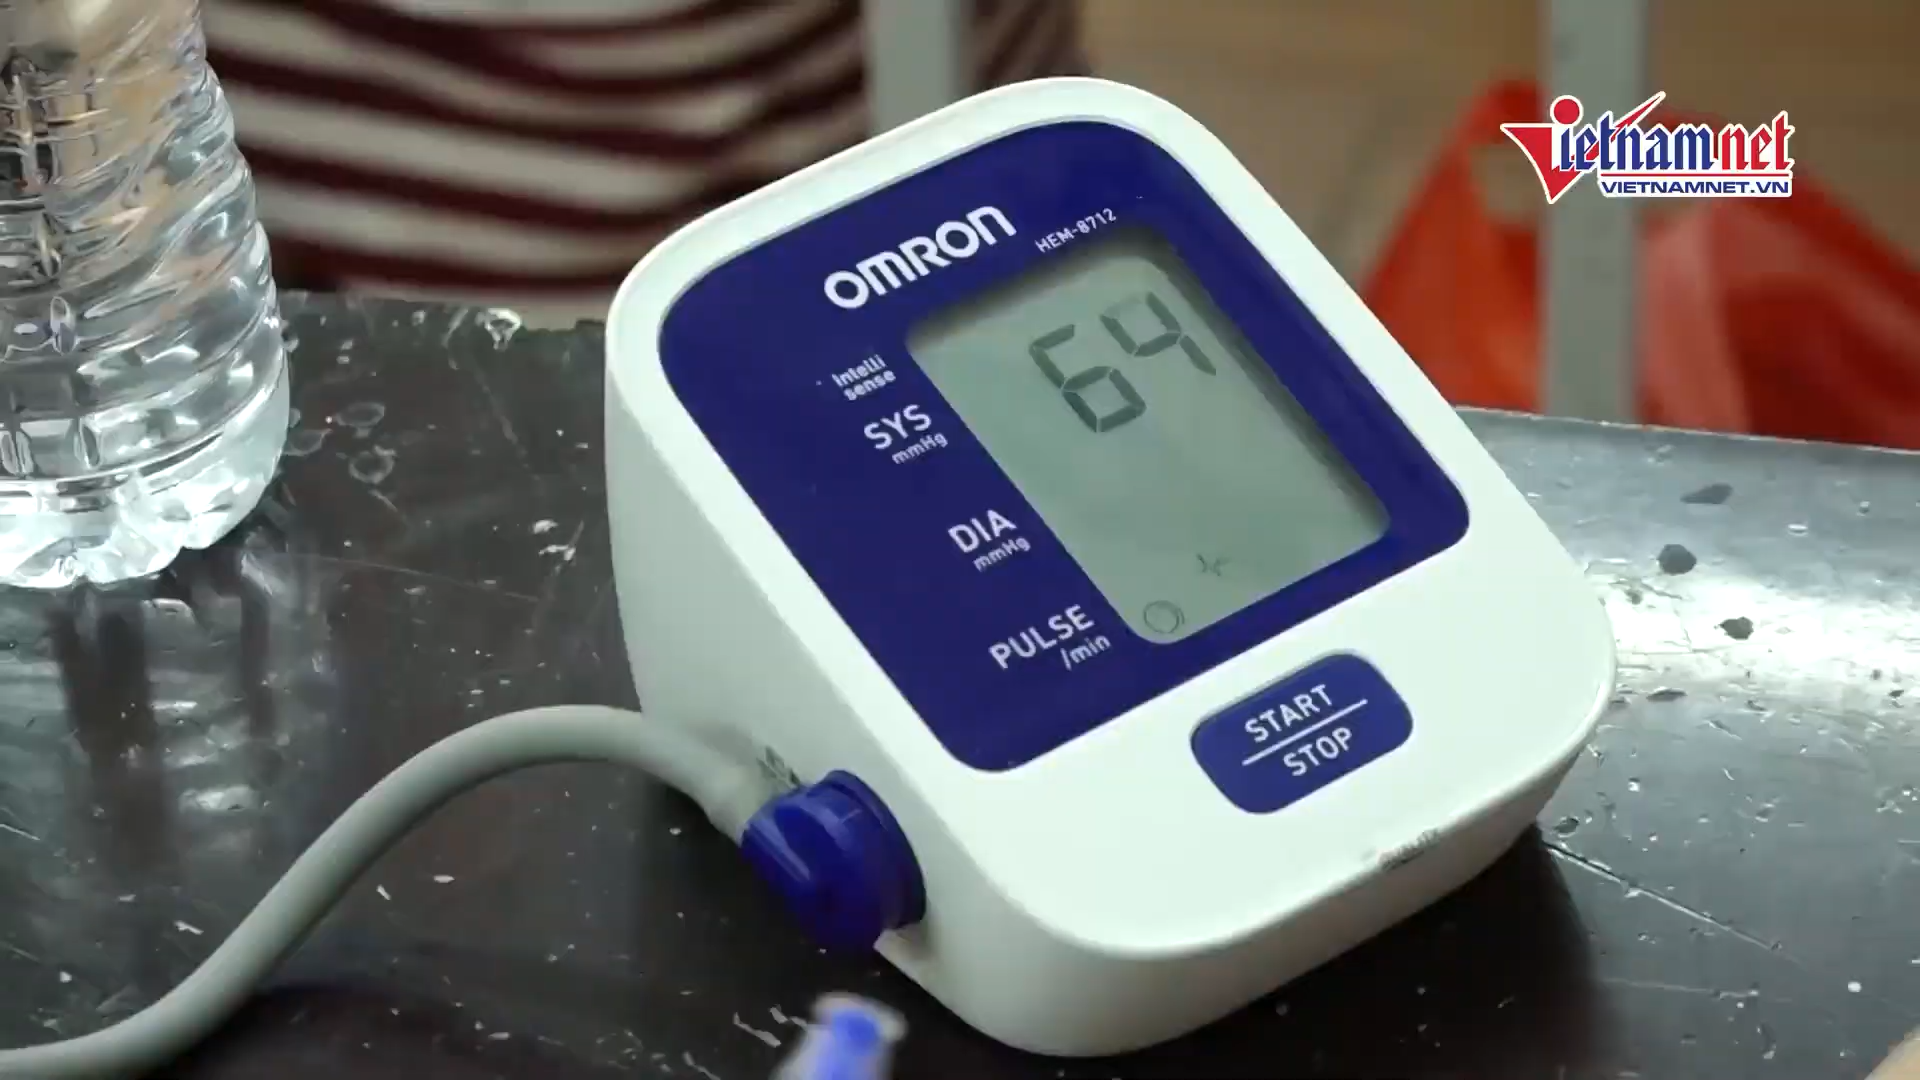 Vietnamnet
VIETNAMNET.VN
OMRON
HEM-8712
64
intelli
sense
SYS
mmHg
DIA
mmHg
PULSE
/min
START
STOP